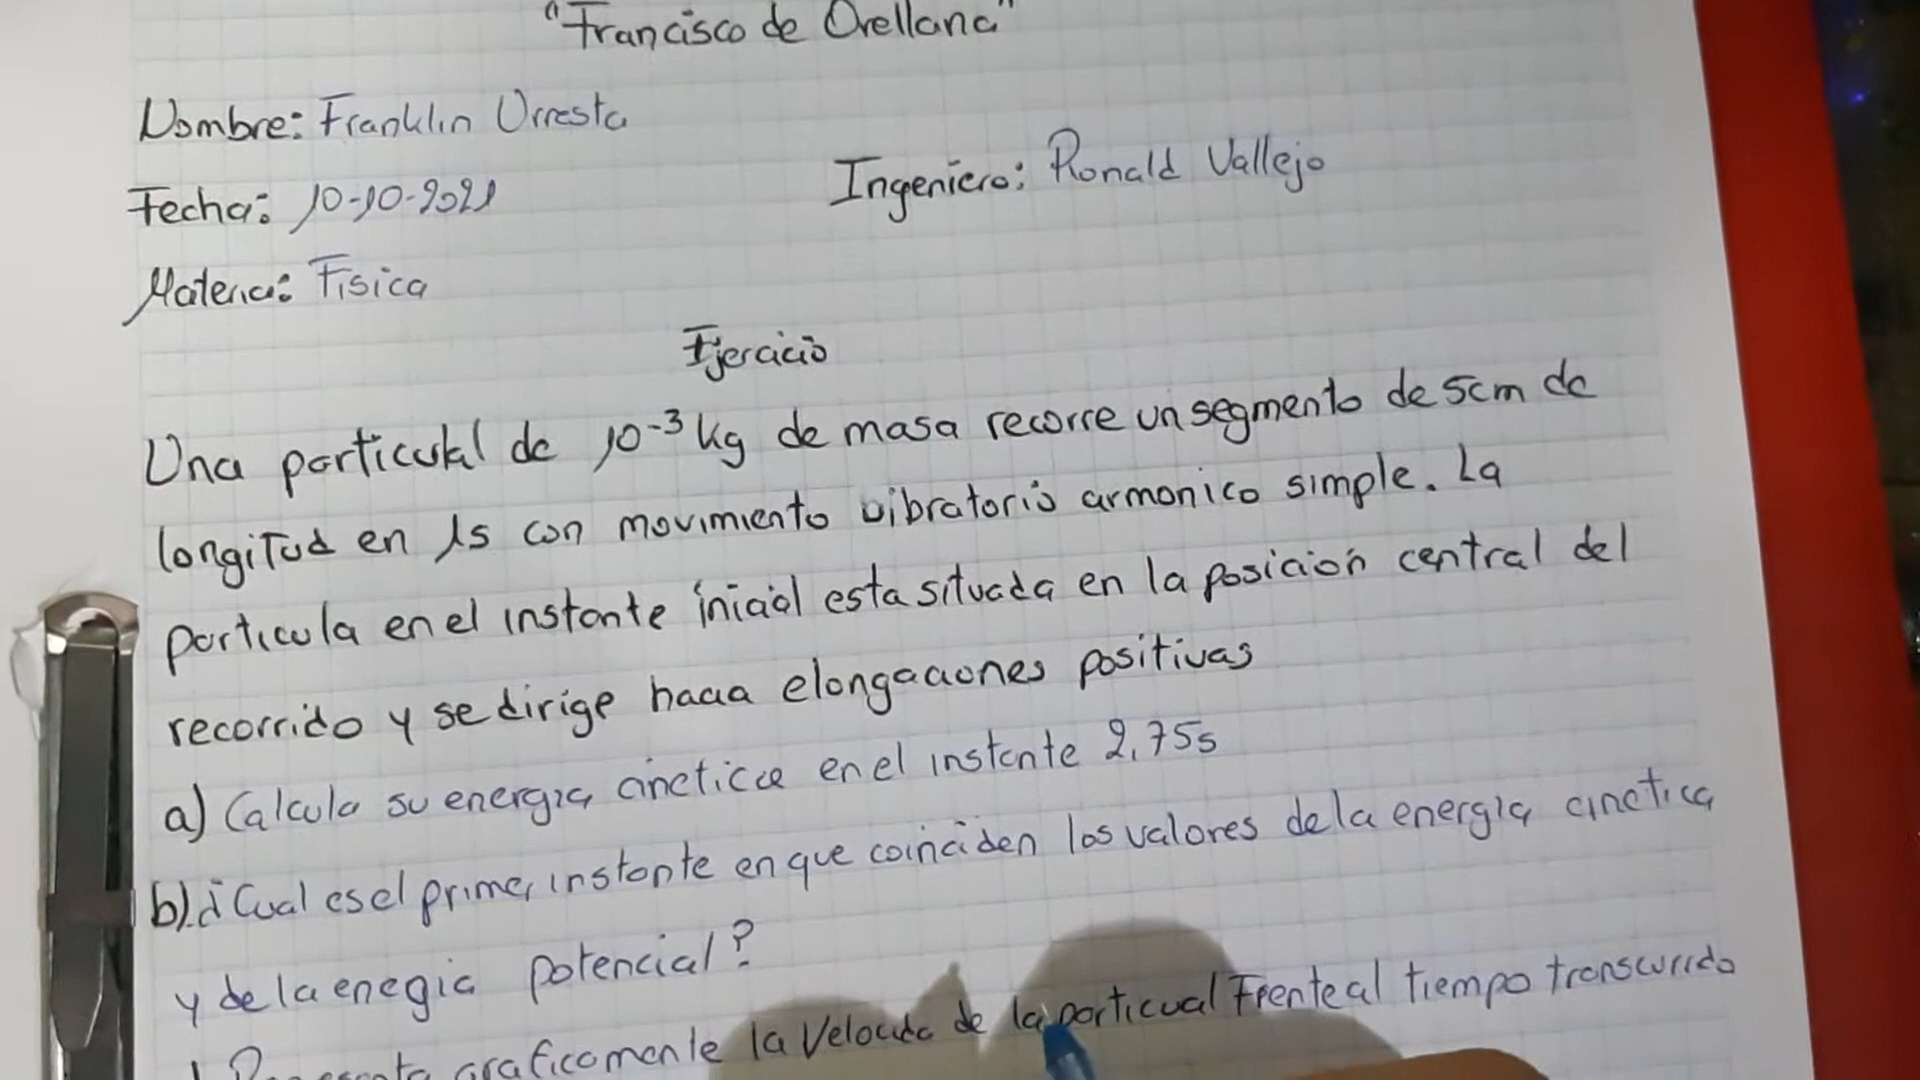 "Francisco de Orellana"
Nombre: Franklin Urresta
Ingeniero: Ronald Vallejo
Fecha: 10-10-2021
Materia: Fisica
Ejercicio
Una particukal de 10-³ kg de masa recorre un segmento de 5cm de
longitud en 1s con movimiento vibratorio armonico simple. La
particula en el instante inicial esta situada en la posicion central del
recorrido y se dirige hacia elongaciones positivas
a) Calcula su energia cinetica en el instante 2,75s
b) ¿Cual es el primer instante en que coinciden los valores de la energia cinetica
y de la enegia potencial?
graficamente la Velocida de la particual Frente al tiempo transcurrido